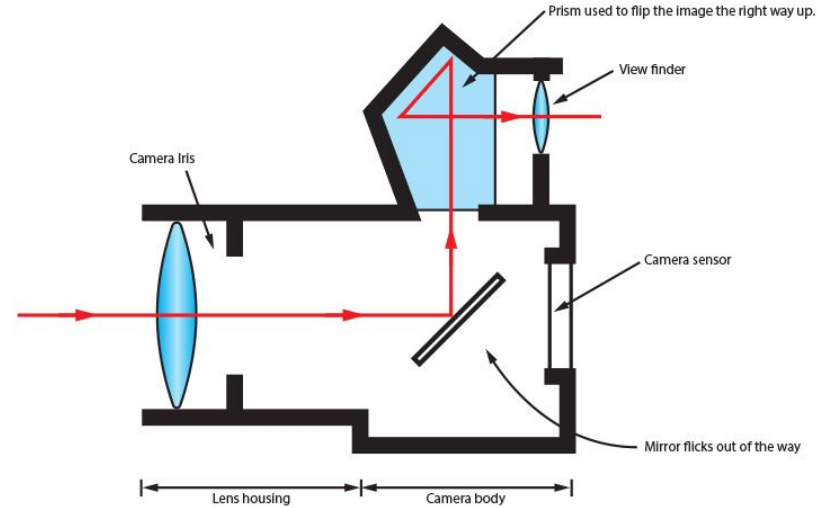 Prism used to flip the image the right way up.
View finder
Camera Iris
Camera sensor
Mirror flicks out of the way
Lens housing
Camera body